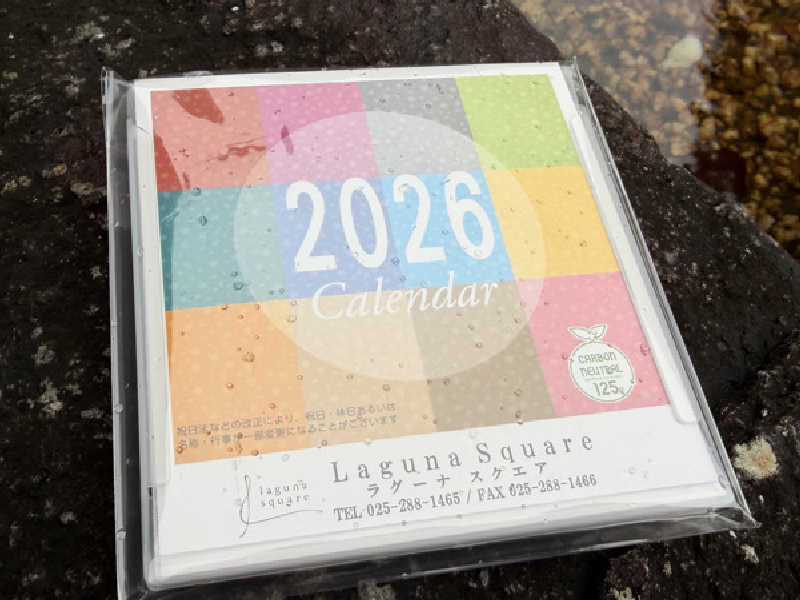 2026
Calendar
CARBON
NEUTRAL
125g
祝日法などの改正により、祝日・休日あるいは
名称・行事が一部変更になることがございます
laguna
square
Laguna Square
ラグーナ スケエア
TEL 025-288-1465 / FAX 025-288-1466